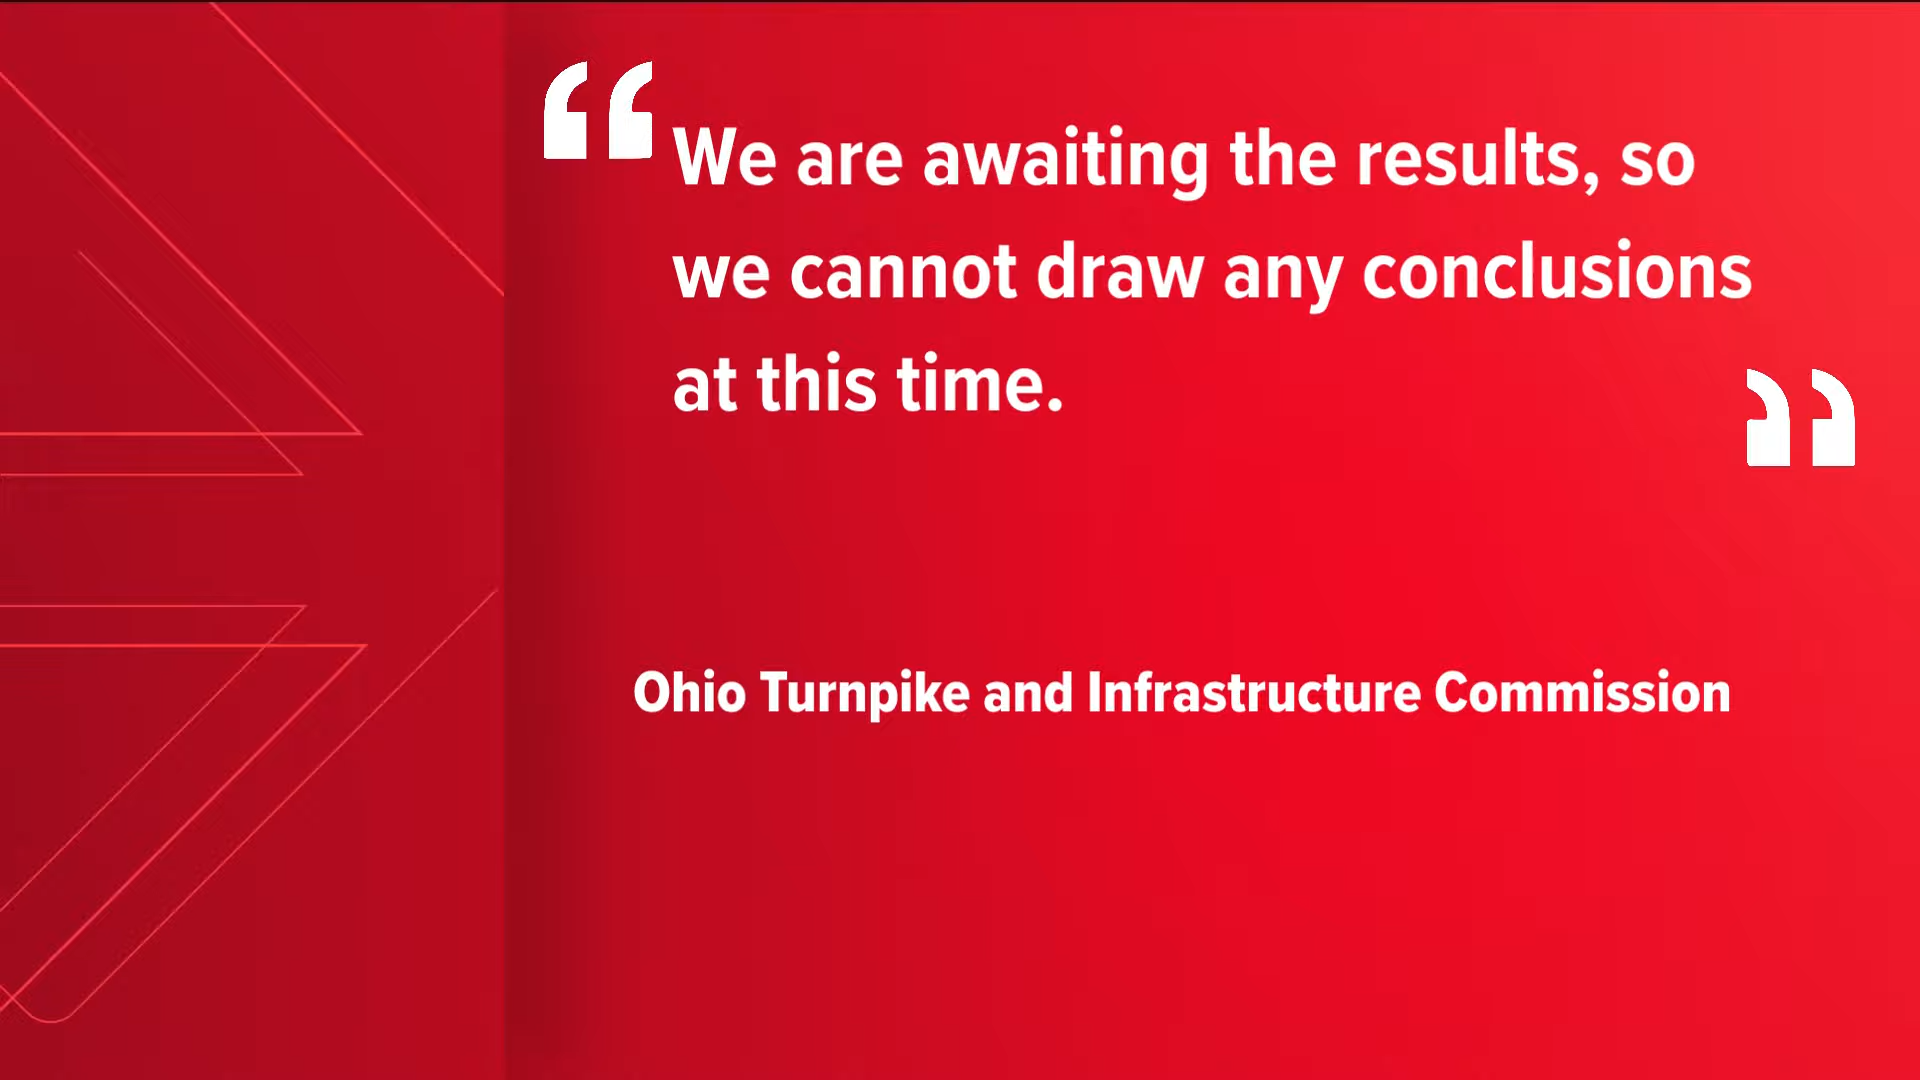 “We are awaiting the results, so
we cannot draw any conclusions
at this time.”
Ohio Turnpike and Infrastructure Commission